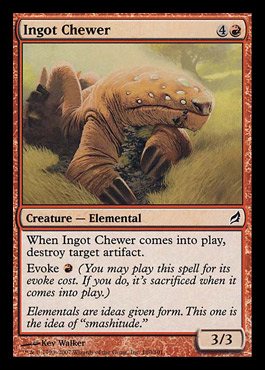 Ingot Chewer 4
Creature — Elemental
When Ingot Chewer comes into play,
destroy target artifact.
Evoke (You may play this spell for its
evoke cost. If you do, it's sacrificed when it
comes into play.)
Elementals are ideas given form. This one is
the idea of "smashitude."
Kev Walker
3/3